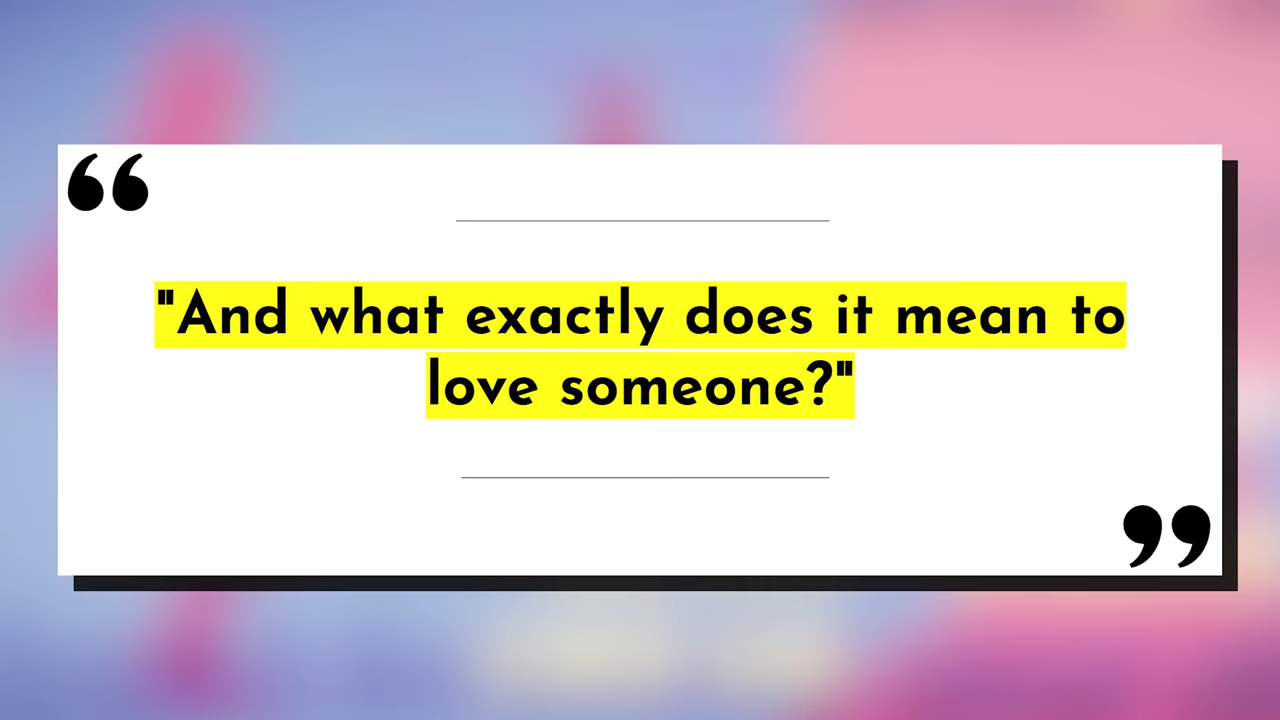 “
"And what exactly does it mean to
love someone?"
”